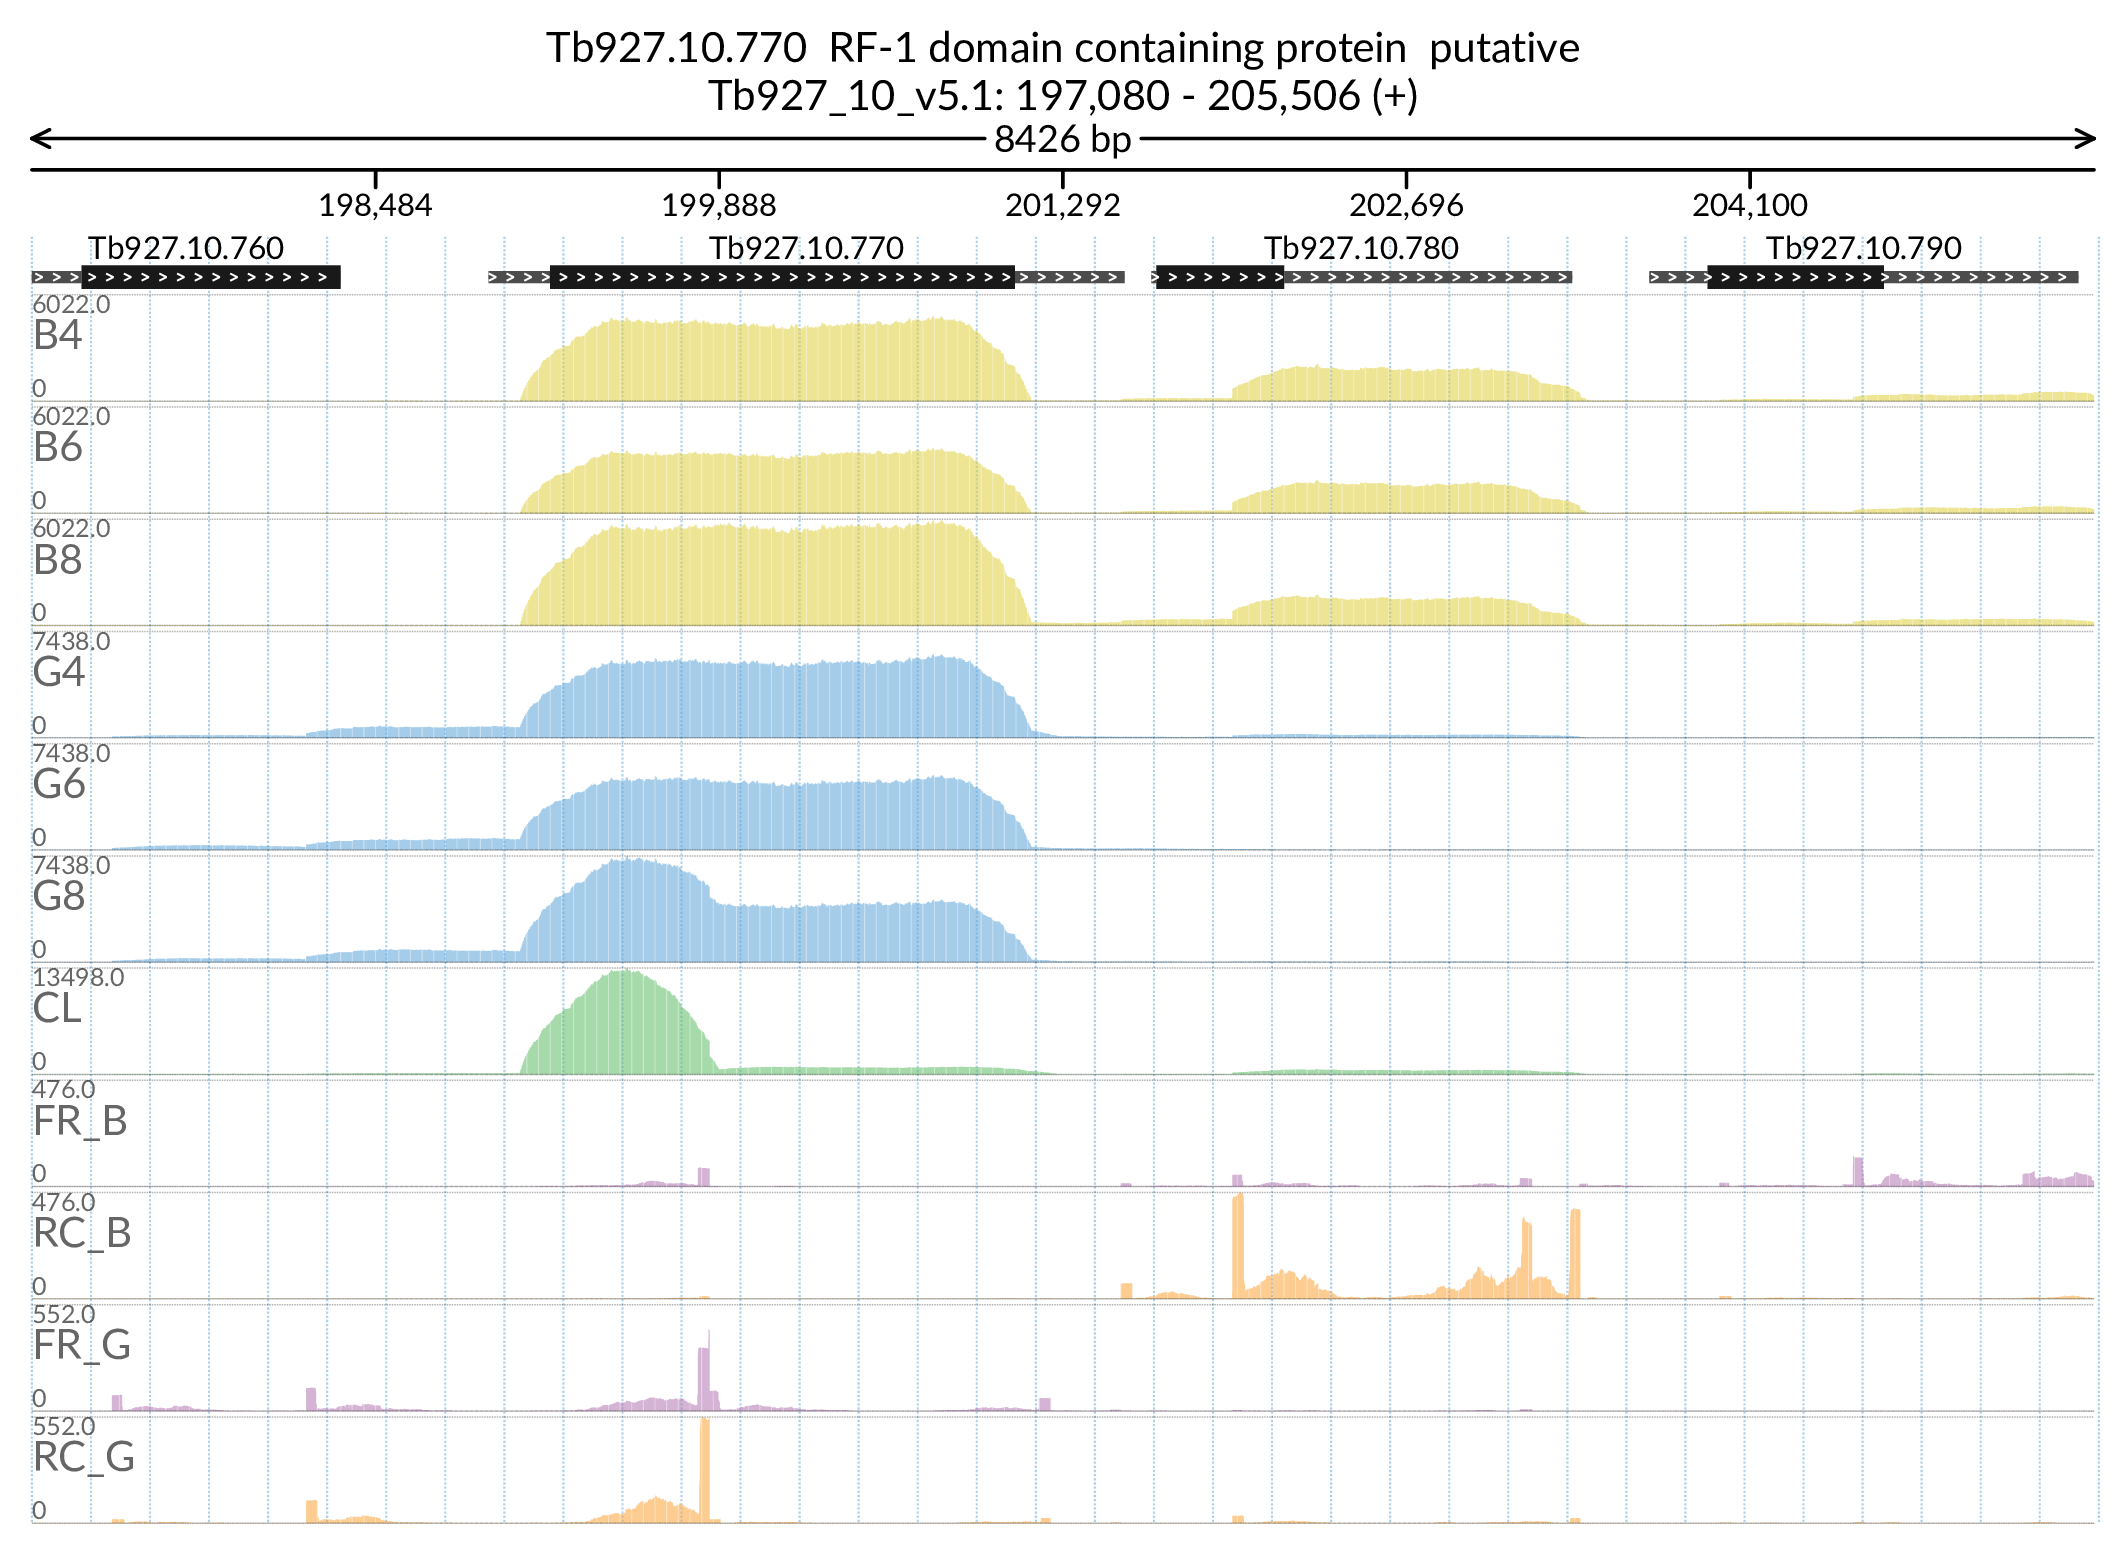 Tb927.10.770  RF-1 domain containing protein  putative
Tb927_10_v5.1: 197,080 - 205,506 (+)
8426 bp
198,484 199,888 201,292 202,696 204,100
Tb927.10.760 Tb927.10.770 Tb927.10.780 Tb927.10.790
6022.0
B4
0
6022.0
B6
0
6022.0
B8
0
7438.0
G4
0
7438.0
G6
0
7438.0
G8
0
13498.0
CL
0
476.0
FR_B
0
476.0
RC_B
0
552.0
FR_G
0
552.0
RC_G
0